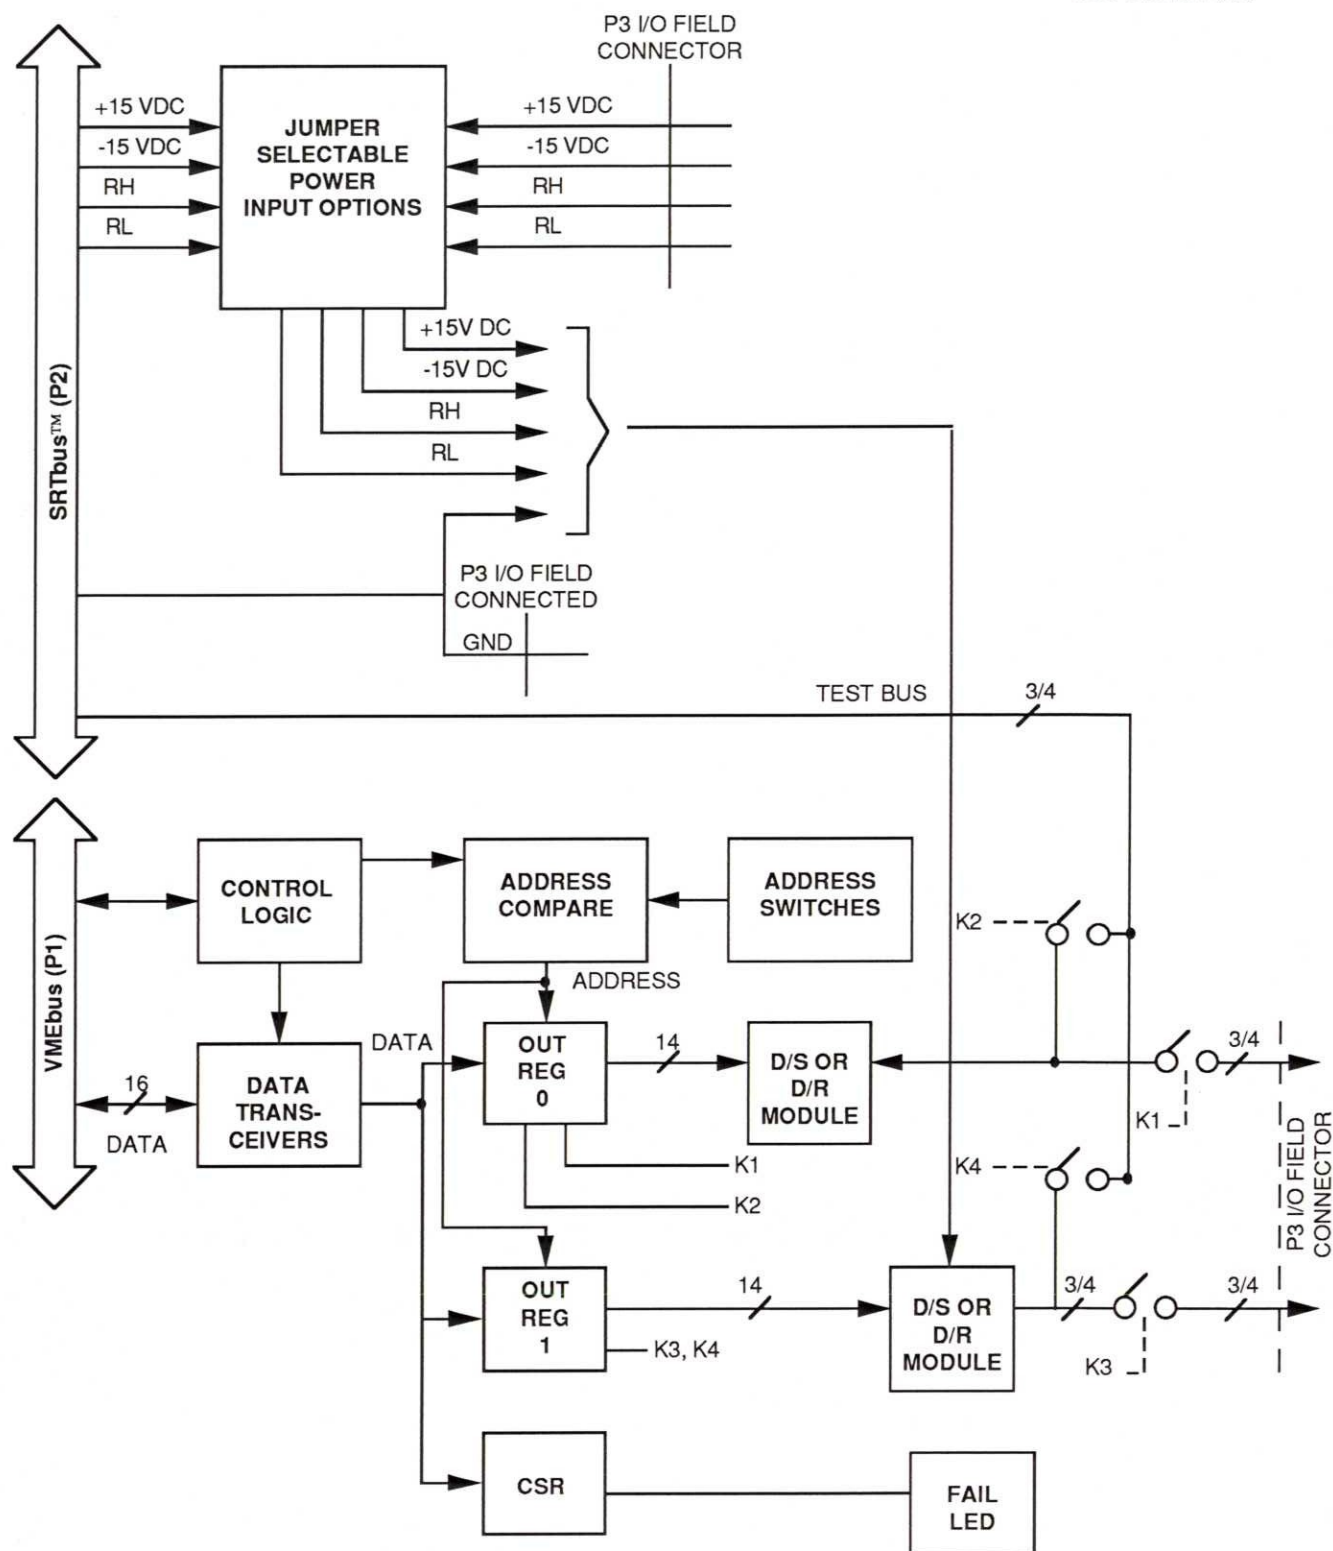 P3 I/O FIELD
CONNECTOR
+15 VDC
-15 VDC
RH
RL
JUMPER
SELECTABLE
POWER
INPUT OPTIONS
+15 VDC
-15 VDC
RH
RL
+15V DC
-15V DC
RH
RL
SRTbus™ (P2)
P3 I/O FIELD
CONNECTED
GND
TEST BUS
3/4
VMEbus (P1)
CONTROL
LOGIC
ADDRESS
COMPARE
ADDRESS
SWITCHES
K2
ADDRESS
DATA
16
DATA
DATA
TRANS-
CEIVERS
OUT
REG
0
14
D/S OR
D/R
MODULE
3/4
K1
K1
K2
K4
P3 I/O FIELD
CONNECTOR
OUT
REG
1
14
K3, K4
D/S OR
D/R
MODULE
3/4
3/4
K3
CSR
FAIL
LED